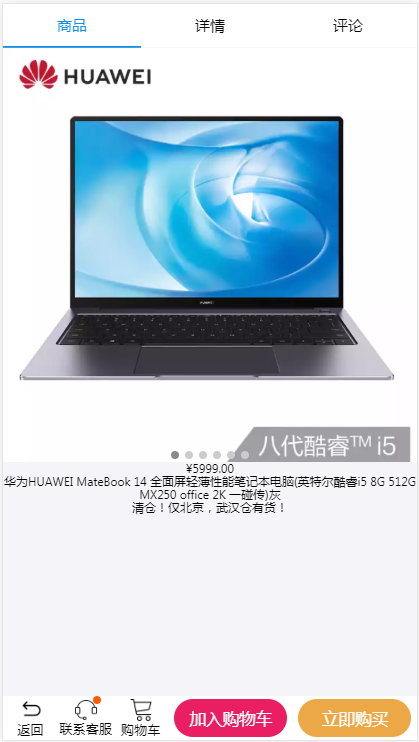 商品 详情 评论
HUAWEI
HUAWEI
八代酷睿™ i5
¥5999.00
华为HUAWEI MateBook 14 全面屏轻薄性能笔记本电脑(英特尔酷睿i5 8G 512G
MX250 office 2K 一碰传)灰
清仓！仅北京，武汉仓有货！
返回 联系客服 购物车 加入购物车 立即购买